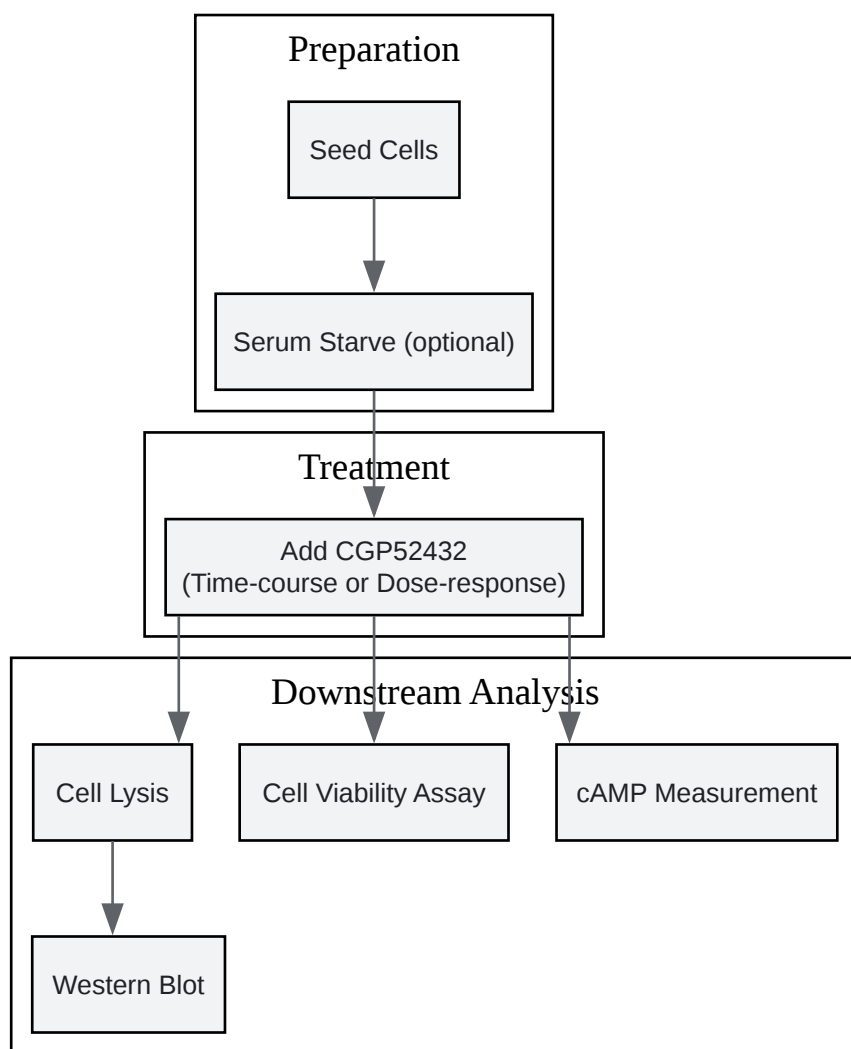 Preparation
Seed Cells
Serum Starve (optional)
Treatment
Add CGP52432
(Time-course or Dose-response)
Downstream Analysis
Cell Lysis
Cell Viability Assay
cAMP Measurement
Western Blot